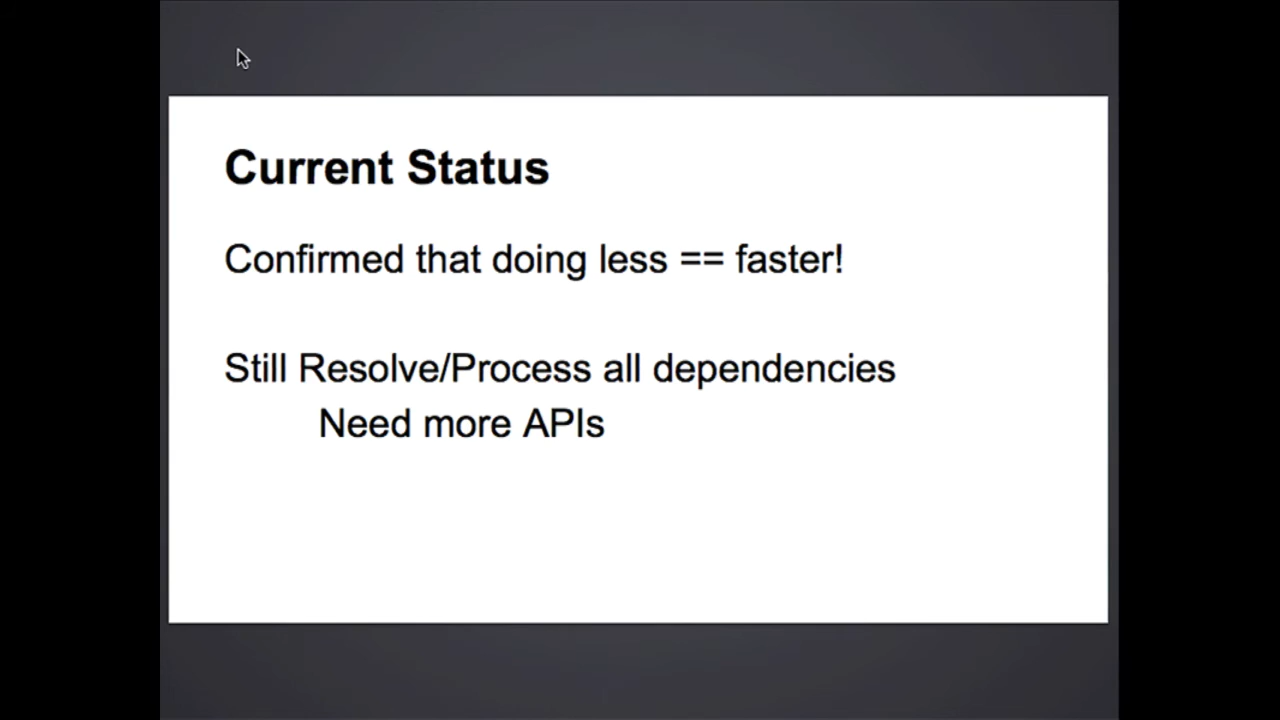 Current Status
Confirmed that doing less == faster!
Still Resolve/Process all dependencies
Need more APIs